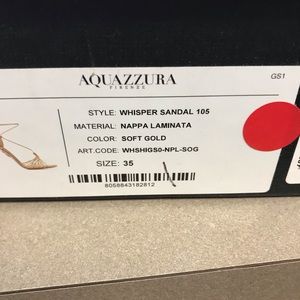 AQUAZZURA
FIRENZE
GS1
STYLE: WHISPER SANDAL 105
MATERIAL: NAPPA LAMINATA
COLOR: SOFT GOLD
ART.CODE: WHSHIGS0-NPL-SOG
SIZE: 35
8058843182812